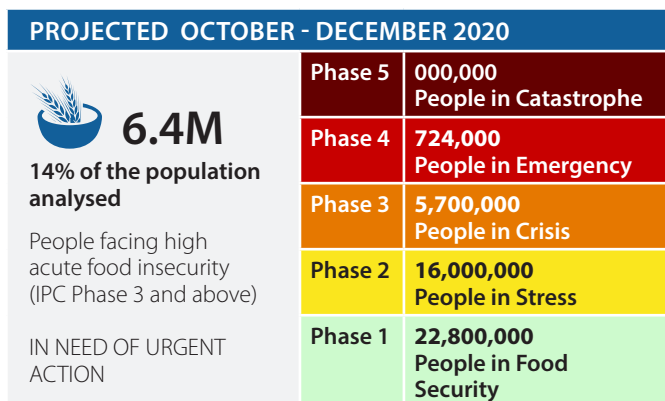 PROJECTED OCTOBER - DECEMBER 2020
6.4M
14% of the population
analysed
People facing high
acute food insecurity
(IPC Phase 3 and above)
IN NEED OF URGENT
ACTION
Phase 5
000,000
People in Catastrophe
Phase 4
724,000
People in Emergency
Phase 3
5,700,000
People in Crisis
Phase 2
16,000,000
People in Stress
Phase 1
22,800,000
People in Food
Security